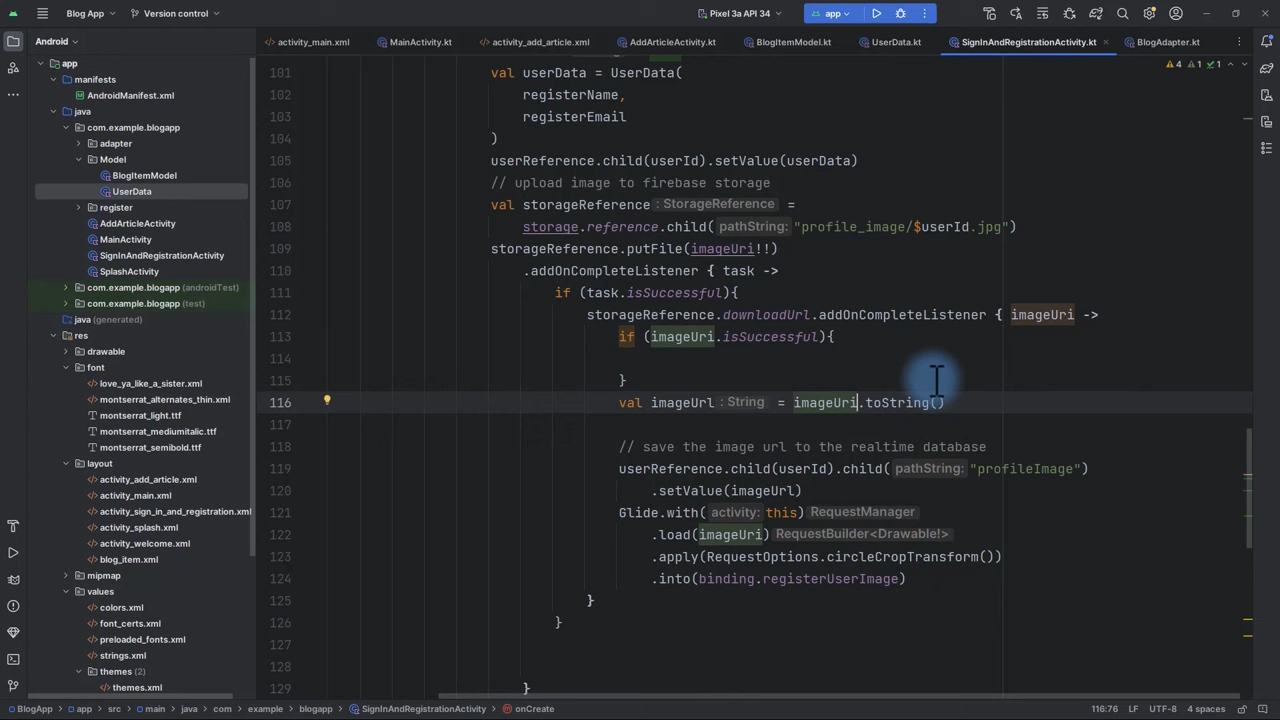 Blog App
Version control
Pixel 3a API 34
app
Android
activity_main.xml
MainActivity.kt
activity_add_article.xml
AddArticleActivity.kt
BlogItemModel.kt
UserData.kt
SignInAndRegistrationActivity.kt
BlogAdapter.kt
4 1 1
app
manifests
AndroidManifest.xml
java
com.example.blogapp
adapter
Model
BlogItemModel
UserData
register
AddArticleActivity
MainActivity
SignInAndRegistrationActivity
SplashActivity
com.example.blogapp (androidTest)
com.example.blogapp (test)
java (generated)
res
drawable
font
love_ya_like_a_sister.xml
montserrat_alternates_thin.xml
montserrat_light.ttf
montserrat_mediumitalic.ttf
montserrat_semibold.ttf
layout
activity_add_article.xml
activity_main.xml
activity_sign_in_and_registration.xml
activity_splash.xml
activity_welcome.xml
blog_item.xml
mipmap
values
colors.xml
font_certs.xml
preloaded_fonts.xml
strings.xml
themes (2)
themes.xml
101 val userData = UserData(
102 registerName,
103 registerEmail
104 )
105 userReference.child(userId).setValue(userData)
106 // upload image to firebase storage
107 val storageReference : StorageReference =
108 storage.reference.child( pathString: "profile_image/$userId.jpg")
109 storageReference.putFile(imageUri!!)
110 .addOnCompleteListener { task ->
111 if (task.isSuccessful){
112 storageReference.downloadUrl.addOnCompleteListener { imageUri ->
113 if (imageUri.isSuccessful){
114
115 }
116 val imageUrl : String = imageUri.toString()
117
118 // save the image url to the realtime database
119 userReference.child(userId).child( pathString: "profileImage")
120 .setValue(imageUrl)
121 Glide.with( activity: this) RequestManager
122 .load(imageUri) RequestBuilder<Drawable!>
123 .apply(RequestOptions.circleCropTransform())
124 .into(binding.registerUserImage)
125 }
126 }
127
128
129 }
BlogApp app src main java com example blogapp SignInAndRegistrationActivity onCreate
116:76 LF UTF-8 4 spaces